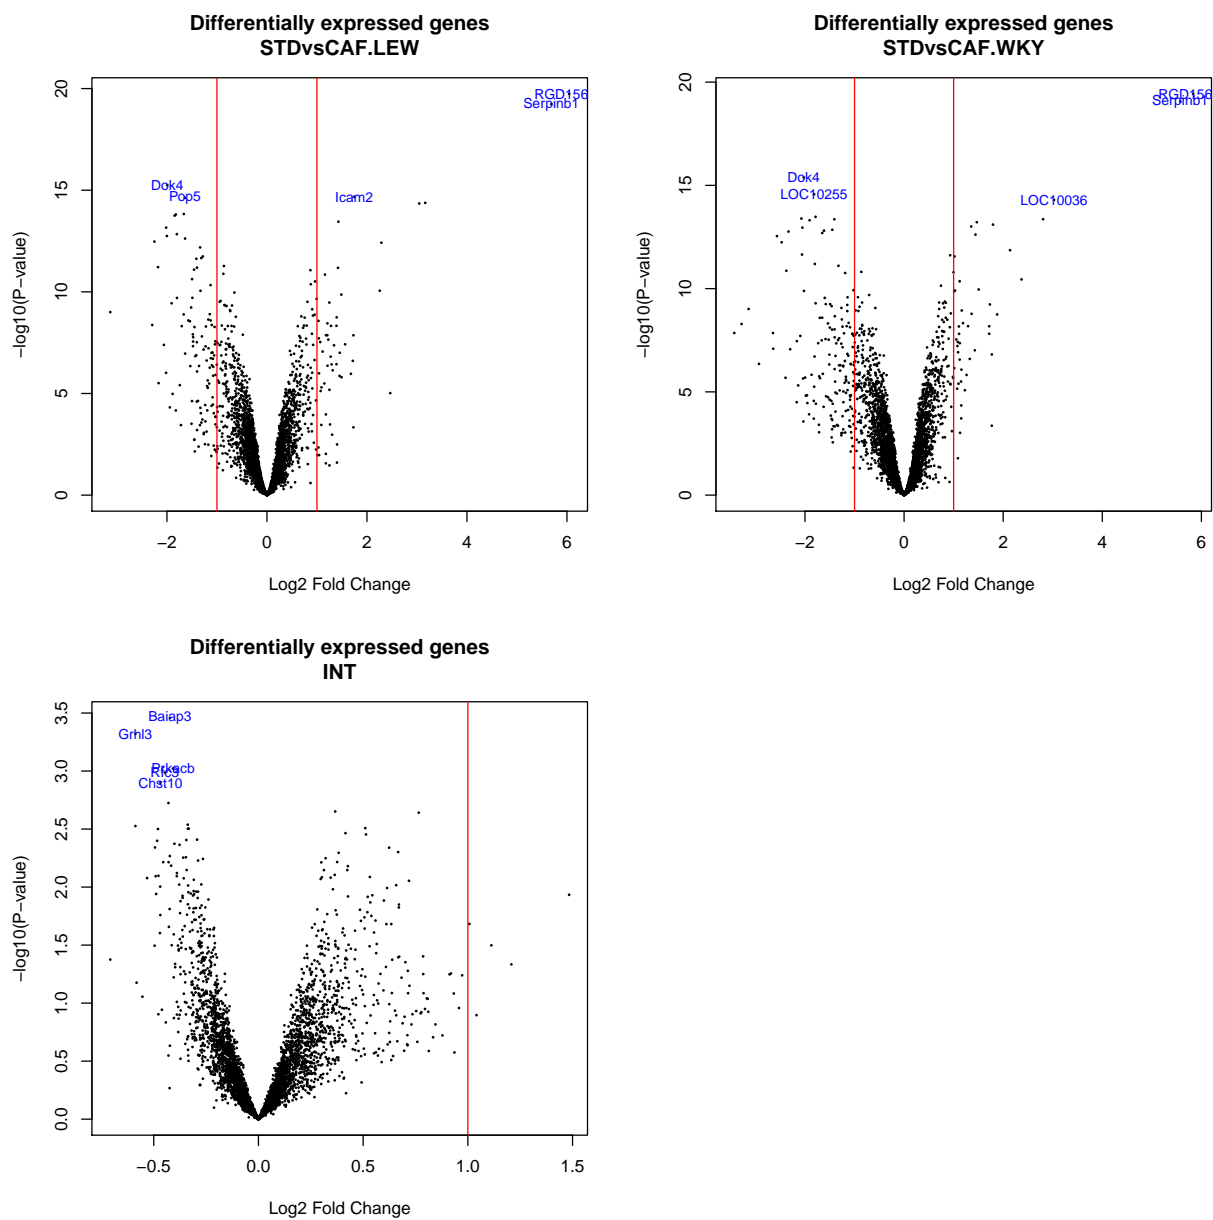 Differentially expressed genes
STDvsCAF.LEW
20
15
10
5
0
−log10(P−value)
RGD156
Serpinb1
Dok4
Pop5
Icam2
−2 0 2 4 6
Log2 Fold Change
Differentially expressed genes
STDvsCAF.WKY
20
15
10
5
0
−log10(P−value)
RGD156
Serpinb1
Dok4
LOC10255
LOC10036
−2 0 2 4 6
Log2 Fold Change
Differentially expressed genes
INT
3.5
3.0
2.5
2.0
1.5
1.0
0.5
0.0
−log10(P−value)
Baiap3
Grhl3
Prkacb
Chst10
−0.5 0.0 0.5 1.0 1.5
Log2 Fold Change